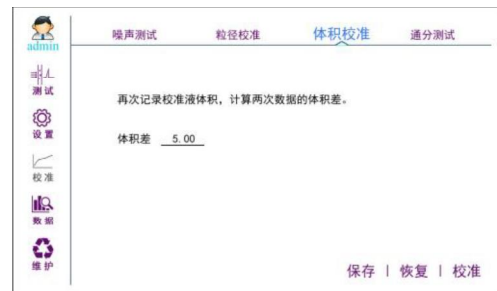 admin
噪声测试 粒径校准 体积校准 通分测试
测试
设置
校准
数据
维护
再次记录校准液体积，计算两次数据的体积差。
体积差 5.00
保存 | 恢复 | 校准